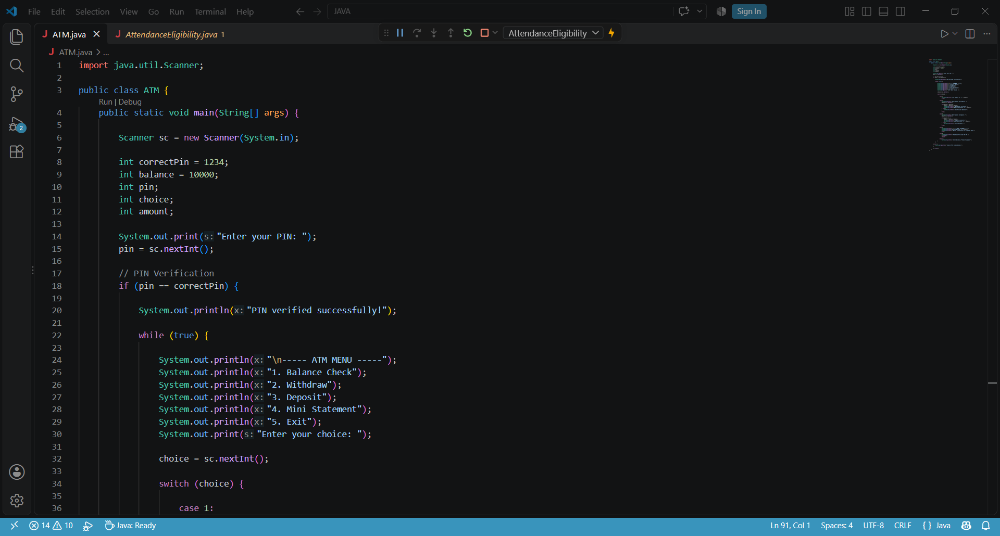 File Edit Selection View Go Run Terminal Help JAVA Sign In
J ATM.java J AttendanceEligibility.java 1 AttendanceEligibility
J ATM.java > ...
1 import java.util.Scanner;
2
3 public class ATM {
Run | Debug
4 public static void main(String[] args) {
5
6 Scanner sc = new Scanner(System.in);
7
8 int correctPin = 1234;
9 int balance = 10000;
10 int pin;
11 int choice;
12 int amount;
13
14 System.out.print(s: "Enter your PIN: ");
15 pin = sc.nextInt();
16
17 // PIN Verification
18 if (pin == correctPin) {
19
20 System.out.println(x: "PIN verified successfully!");
21
22 while (true) {
23
24 System.out.println(x: "\n----- ATM MENU -----");
25 System.out.println(x: "1. Balance Check");
26 System.out.println(x: "2. Withdraw");
27 System.out.println(x: "3. Deposit");
28 System.out.println(x: "4. Mini Statement");
29 System.out.println(x: "5. Exit");
30 System.out.print(s: "Enter your choice: ");
31
32 choice = sc.nextInt();
33
34 switch (choice) {
35
36 case 1:
2
14 10 Java: Ready Ln 91, Col 1 Spaces: 4 UTF-8 CRLF {} Java